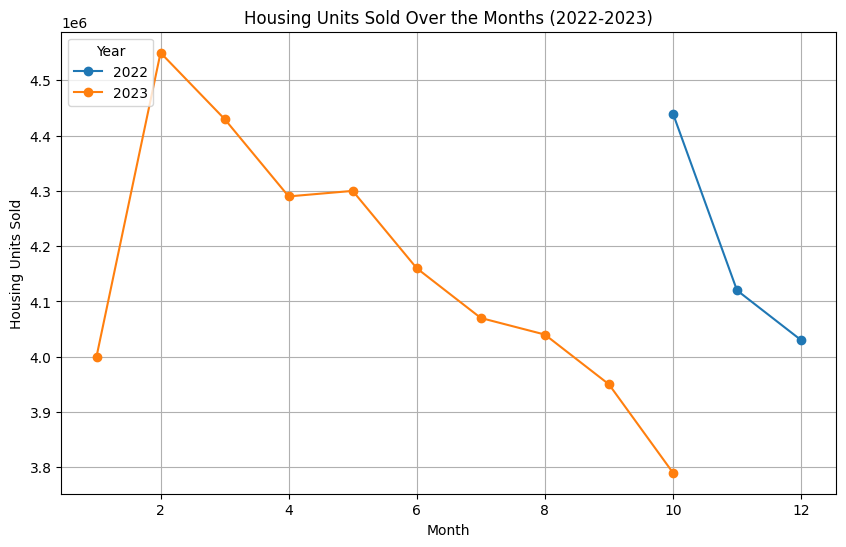 Housing Units Sold Over the Months (2022-2023)
1e6
Year
2022
2023
4.5
4.4
4.3
4.2
4.1
4.0
3.9
3.8
Housing Units Sold
2 4 6 8 10 12
Month